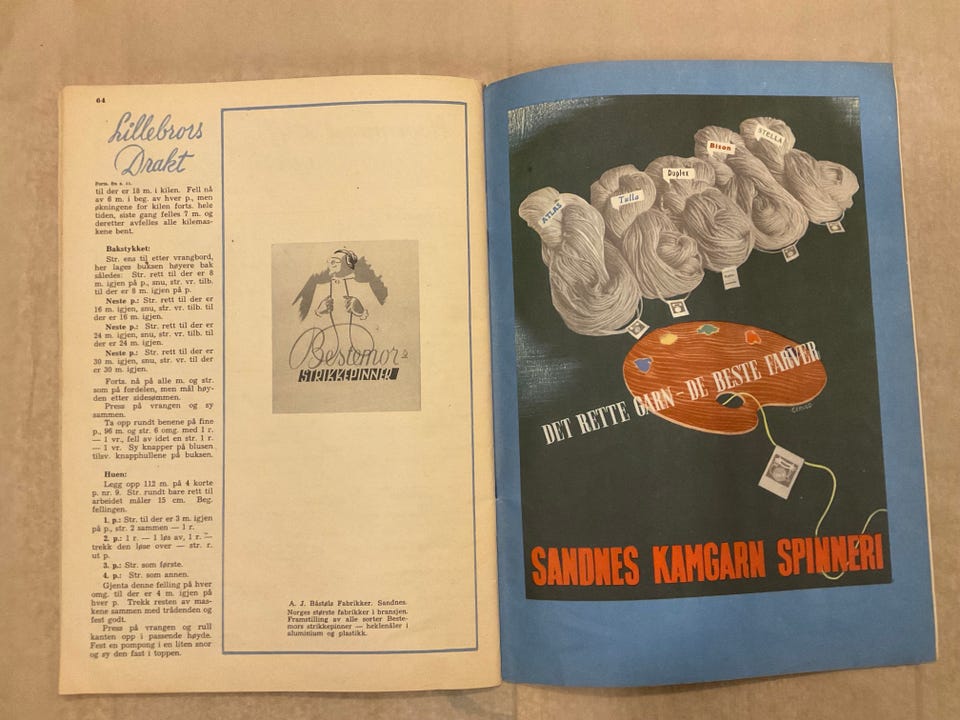 64
Lillebrors
Drakt
Forts. fra s. 11.
til der er 18 m. i kilen. Fell nå
av 6 m. i beg. av hver p., men
økningene for kilen forts. hele
tiden, siste gang felles 7 m. og
deretter avfelles alle kilemas-
kene bent.
Bakstykket:
Str. ens til etter vrangbord,
her lages buksen høyere bak
således: Str. rett til der er 8
m. igjen på p., snu, str. vr. tilb.
til der er 8 m. igjen på p.
Neste p.: Str. rett til der er
16 m. igjen, snu, str. vr. tilb. til
der er 16 m. igjen.
Neste p.: Str. rett til der er
24 m. igjen, snu, str. vr. tilb. til
der er 24 m. igjen.
Neste p.: Str. rett til der er
30 m. igjen, snu, str. vr. til der
er 30 m. igjen.
Forts. nå på alle m. og str.
som på fordelen, men mål høy-
den etter sidesømmen.
Press på vrangen og sy
sammen.
Ta opp rundt benene på fine
p., 96 m. og str. 6 omg. med 1 r.
— 1 vr., fell av idet en str. 1 r.
— 1 vr. Sy knapper på blusen
tilsv. knapphullene på buksen.
Huen:
Legg opp 112 m. på 4 korte
p. nr. 9. Str. rundt bare rett til
arbeidet måler 15 cm. Beg.
fellingen.
1. p.: Str. til der er 3 m. igjen
på p., str. 2 sammen — 1 r.
2. p.: 1 r. — 1 løs av, 1 r. —
trekk den løse over — str. r.
ut p.
3. p.: Str. som første.
4. p.: Str. som annen.
Gjenta denne felling på hver
omg. til der er 4 m. igjen på
hver p. Trekk resten av mas-
kene sammen med trådenden og
fest godt.
Press på vrangen og rull
kanten opp i passende høyde.
Fest en pompong i en liten snor
og sy den fast i toppen.
Bestemor's
STRIKKEPINNER
A. J. Båstøls Fabrikker. Sandnes.
Norges største fabrikker i bransjen.
Framstilling av alle sorter Beste-
mors strikkepinner — heklenåler i
aluminium og plastikk.
ATLAS
Tulla
Duplex
Bison
STELLA
DET RETTE GARN - DE BESTE FARVER
SANDNES KAMGARN SPINNERI